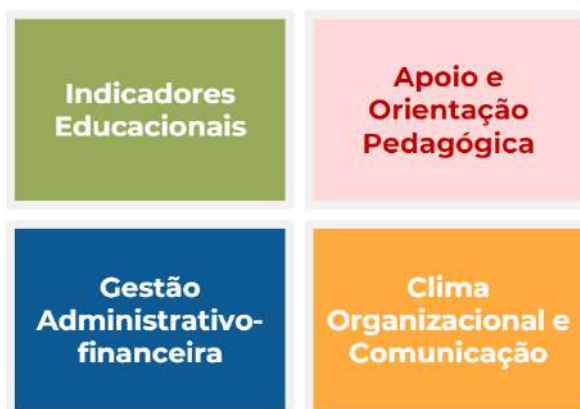 Indicadores
Educacionais
Apoio e
Orientação
Pedagógica
Gestão
Administrativo-
financeira
Clima
Organizacional e
Comunicação